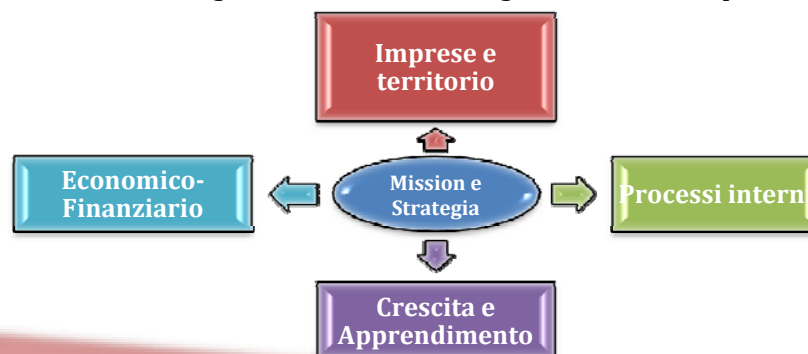 Imprese e
territorio
Economico-
Finanziario
Mission e
Strategia
Processi intern
Crescita e
Apprendimento